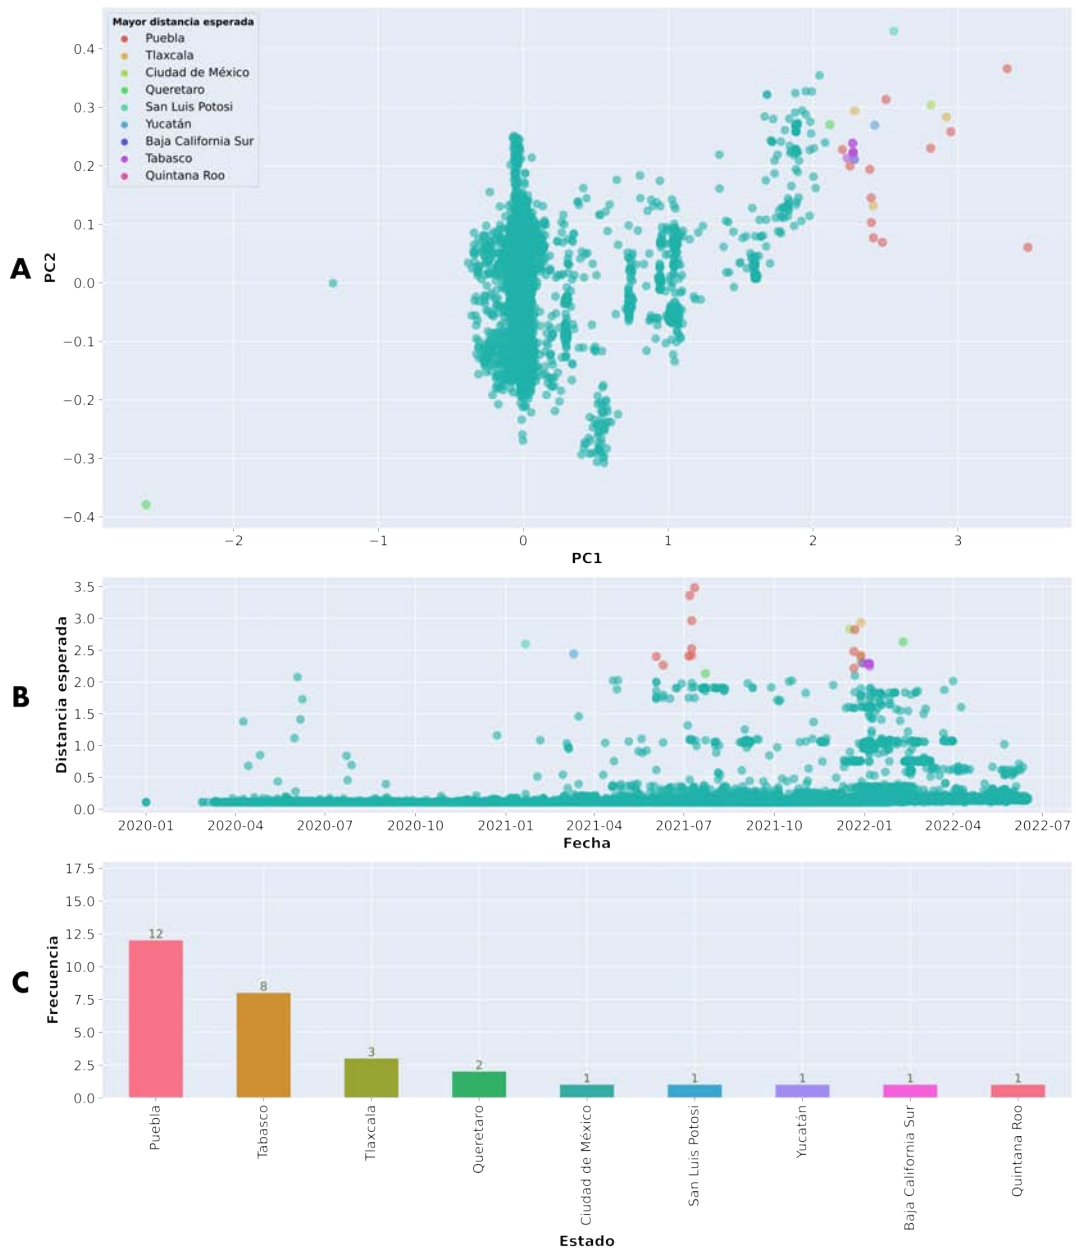 Mayor distancia esperada
Puebla
Tlaxcala
Ciudad de México
Queretaro
San Luis Potosi
Yucatán
Baja California Sur
Tabasco
Quintana Roo
A
PC2
0.4
0.3
0.2
0.1
0.0
−0.1
−0.2
−0.3
−0.4
−2 −1 0 1 2 3
PC1
B
Distancia esperada
3.5
3.0
2.5
2.0
1.5
1.0
0.5
0.0
2020-01 2020-04 2020-07 2020-10 2021-01 2021-04 2021-07 2021-10 2022-01 2022-04 2022-07
Fecha
C
Frecuencia
17.5
15.0
12.5
10.0
7.5
5.0
2.5
0.0
12 8 3 2 1 1 1 1 1
Puebla
Tabasco
Tlaxcala
Queretaro
Ciudad de México
San Luis Potosi
Yucatán
Baja California Sur
Quintana Roo
Estado